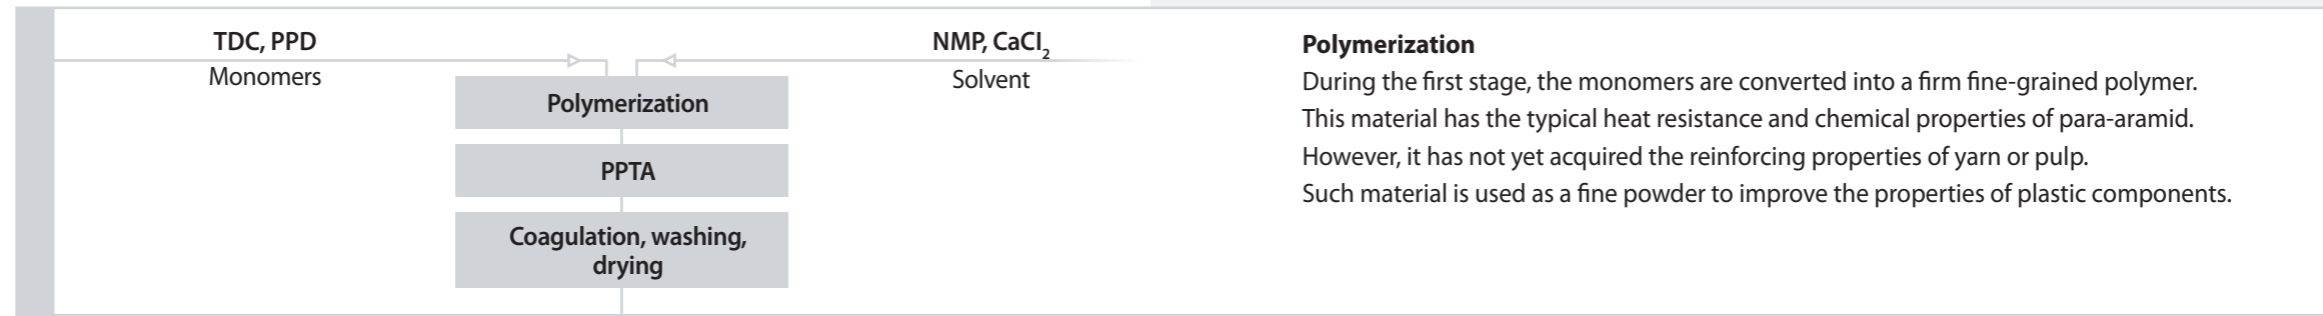 TDC, PPD
Monomers
NMP, CaCl₂
Solvent
Polymerization
PPTA
Coagulation, washing,
drying
Polymerization
During the first stage, the monomers are converted into a firm fine-grained polymer.
This material has the typical heat resistance and chemical properties of para-aramid.
However, it has not yet acquired the reinforcing properties of yarn or pulp.
Such material is used as a fine powder to improve the properties of plastic components.